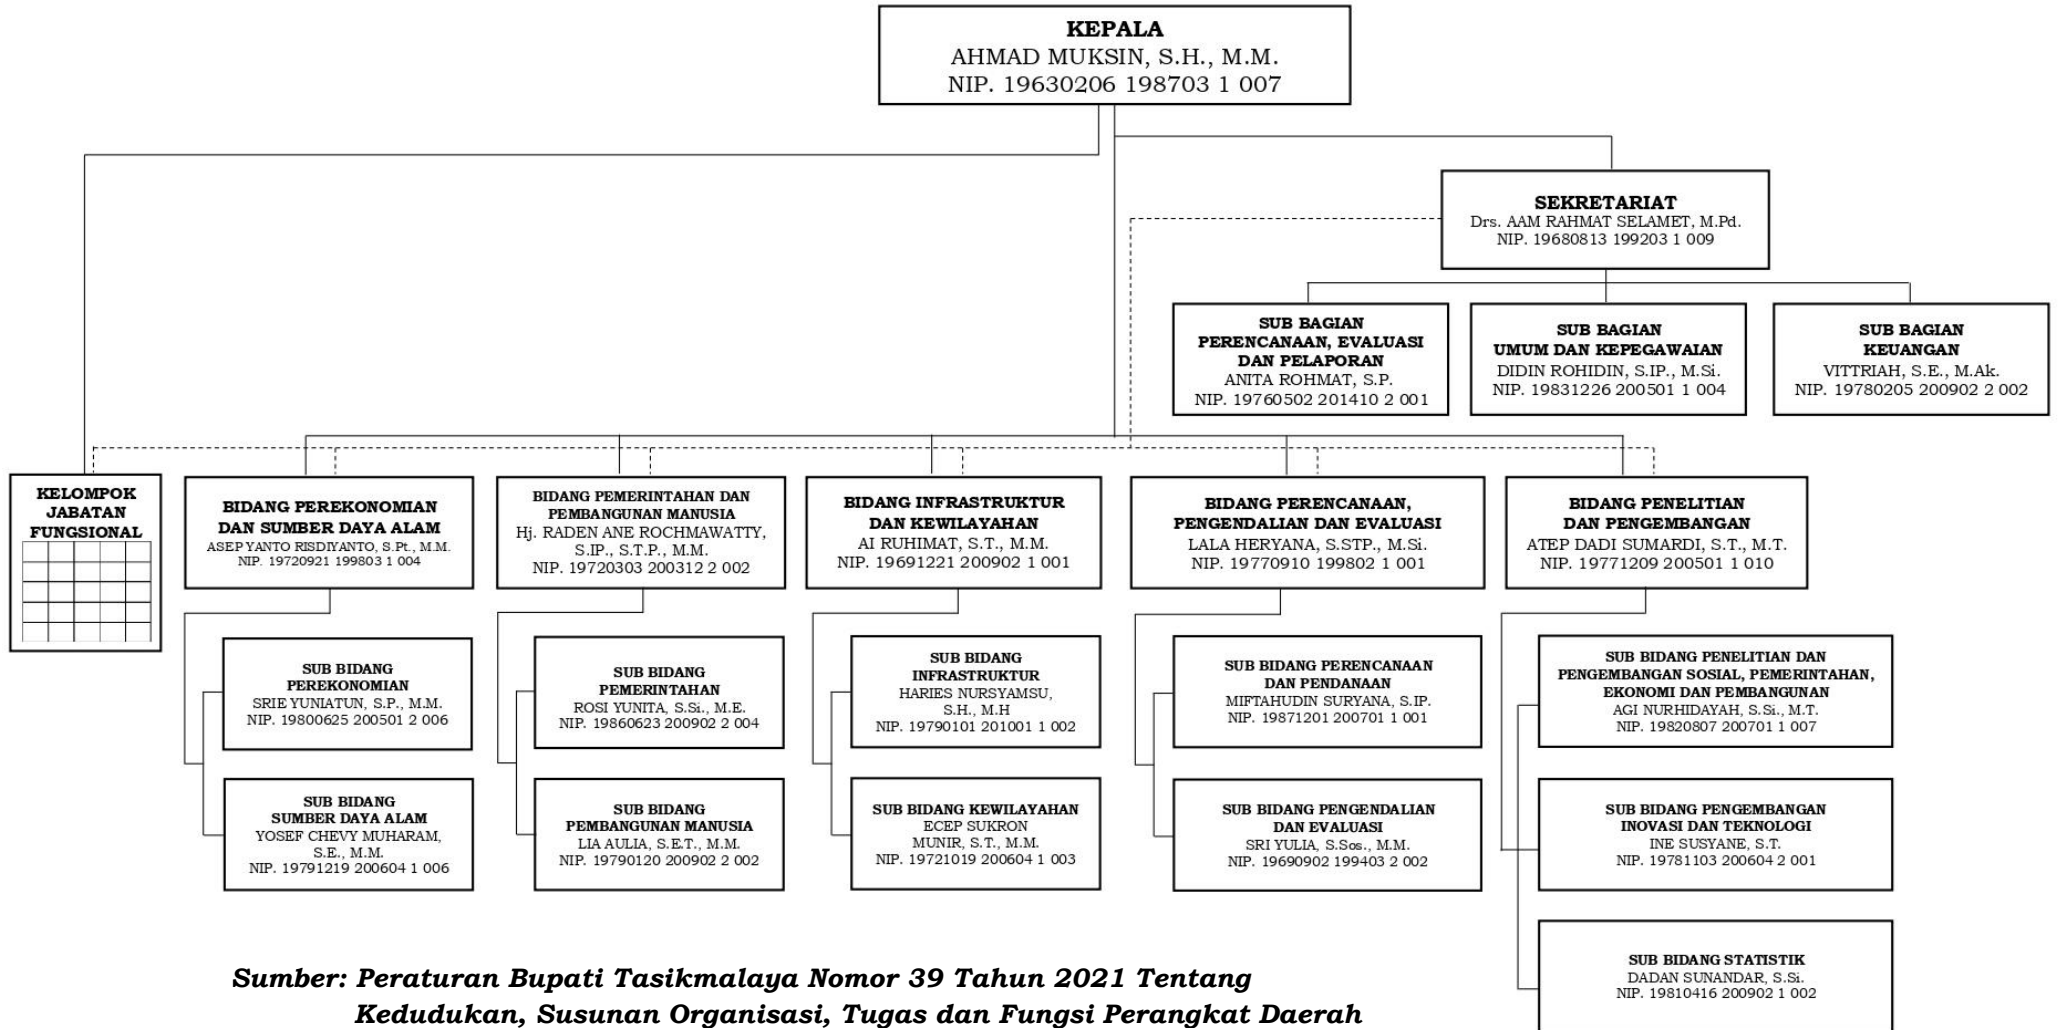 KEPALA
AHMAD MUKSIN, S.H., M.M.
NIP. 19630206 198703 1 007
SEKRETARIAT
Drs. AAM RAHMAT SELAMET, M.Pd.
NIP. 19680813 199203 1 009
SUB BAGIAN
PERENCANAAN, EVALUASI
DAN PELAPORAN
ANITA ROHMAT, S.P.
NIP. 19760502 201410 2 001
SUB BAGIAN
UMUM DAN KEPEGAWAIAN
DIDIN ROHIDIN, S.IP., M.Si.
NIP. 19831226 200501 1 004
SUB BAGIAN
KEUANGAN
VITTRIAH, S.E., M.Ak.
NIP. 19780205 200902 2 002
KELOMPOK
JABATAN
FUNGSIONAL
BIDANG PEREKONOMIAN
DAN SUMBER DAYA ALAM
ASEP YANTO RISDIYANTO, S.Pt., M.M.
NIP. 19720921 199803 1 004
BIDANG PEMERINTAHAN DAN
PEMBANGUNAN MANUSIA
Hj. RADEN ANE ROCHMAWATTY,
S.IP., S.T.P., M.M.
NIP. 19720303 200312 2 002
BIDANG INFRASTRUKTUR
DAN KEWILAYAHAN
AI RUHIMAT, S.T., M.M.
NIP. 19691221 200902 1 001
BIDANG PERENCANAAN,
PENGENDALIAN DAN EVALUASI
LALA HERYANA, S.STP., M.Si.
NIP. 19770910 199802 1 001
BIDANG PENELITIAN
DAN PENGEMBANGAN
ATEP DADI SUMARDI, S.T., M.T.
NIP. 19771209 200501 1 010
SUB BIDANG
PEREKONOMIAN
SRIE YUNIATUN, S.P., M.M.
NIP. 19800625 200501 2 006
SUB BIDANG
PEMERINTAHAN
ROSI YUNITA, S.Si., M.E.
NIP. 19860623 200902 2 004
SUB BIDANG
INFRASTRUKTUR
HARIES NURSYAMSU,
S.H., M.H
NIP. 19790101 201001 1 002
SUB BIDANG PERENCANAAN
DAN PENDANAAN
MIFTAHUDIN SURYANA, S.IP.
NIP. 19871201 200701 1 001
SUB BIDANG PENELITIAN DAN
PENGEMBANGAN SOSIAL, PEMERINTAHAN,
EKONOMI DAN PEMBANGUNAN
AGI NURHIDAYAH, S.Si., M.T.
NIP. 19820807 200701 1 007
SUB BIDANG
SUMBER DAYA ALAM
YOSEF CHEVY MUHARAM,
S.E., M.M.
NIP. 19791219 200604 1 006
SUB BIDANG
PEMBANGUNAN MANUSIA
LIA AULIA, S.E.T., M.M.
NIP. 19790120 200902 2 002
SUB BIDANG KEWILAYAHAN
ECEP SUKRON
MUNIR, S.T., M.M.
NIP. 19721019 200604 1 003
SUB BIDANG PENGENDALIAN
DAN EVALUASI
SRI YULIA, S.Sos., M.M.
NIP. 19690902 199403 2 002
SUB BIDANG PENGEMBANGAN
INOVASI DAN TEKNOLOGI
INE SUSYANE, S.T.
NIP. 19781103 200604 2 001
SUB BIDANG STATISTIK
DADAN SUNANDAR, S.Si.
NIP. 19810416 200902 1 002
Sumber: Peraturan Bupati Tasikmalaya Nomor 39 Tahun 2021 Tentang
Kedudukan, Susunan Organisasi, Tugas dan Fungsi Perangkat Daerah